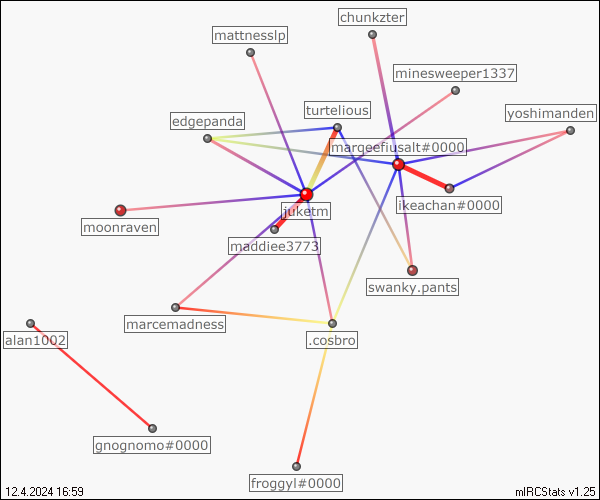 chunkzter
mattnesslp
minesweeper1337
turtelious
yoshimanden
edgepanda
marqeefiusalt#0000
ikeachan#0000
juketm
moonraven
maddiee3773
swanky.pants
marcemadness
alan1002
.cosbro
gnognomo#0000
froggyl#0000
12.4.2024 16:59
mIRCStats v1.25